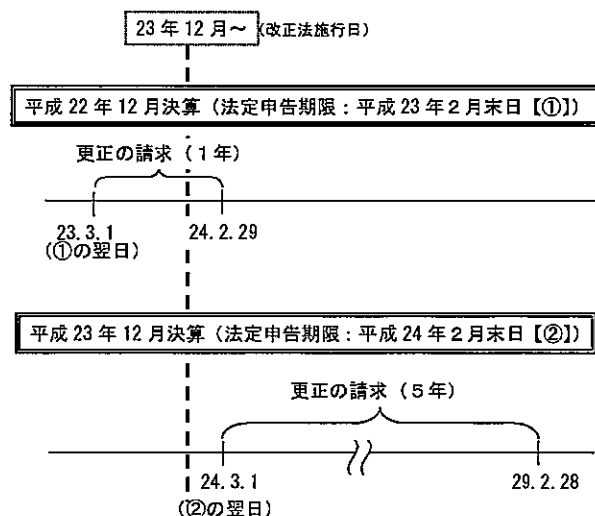 23年12月～(改正法施行日)
平成22年12月決算（法定申告期限：平成23年2月末日【①】）
更正の請求（1年）
23.3.1 24.2.29
(①の翌日)
平成23年12月決算（法定申告期限：平成24年2月末日【②】）
更正の請求（5年）
24.3.1 29.2.28
(②の翌日)